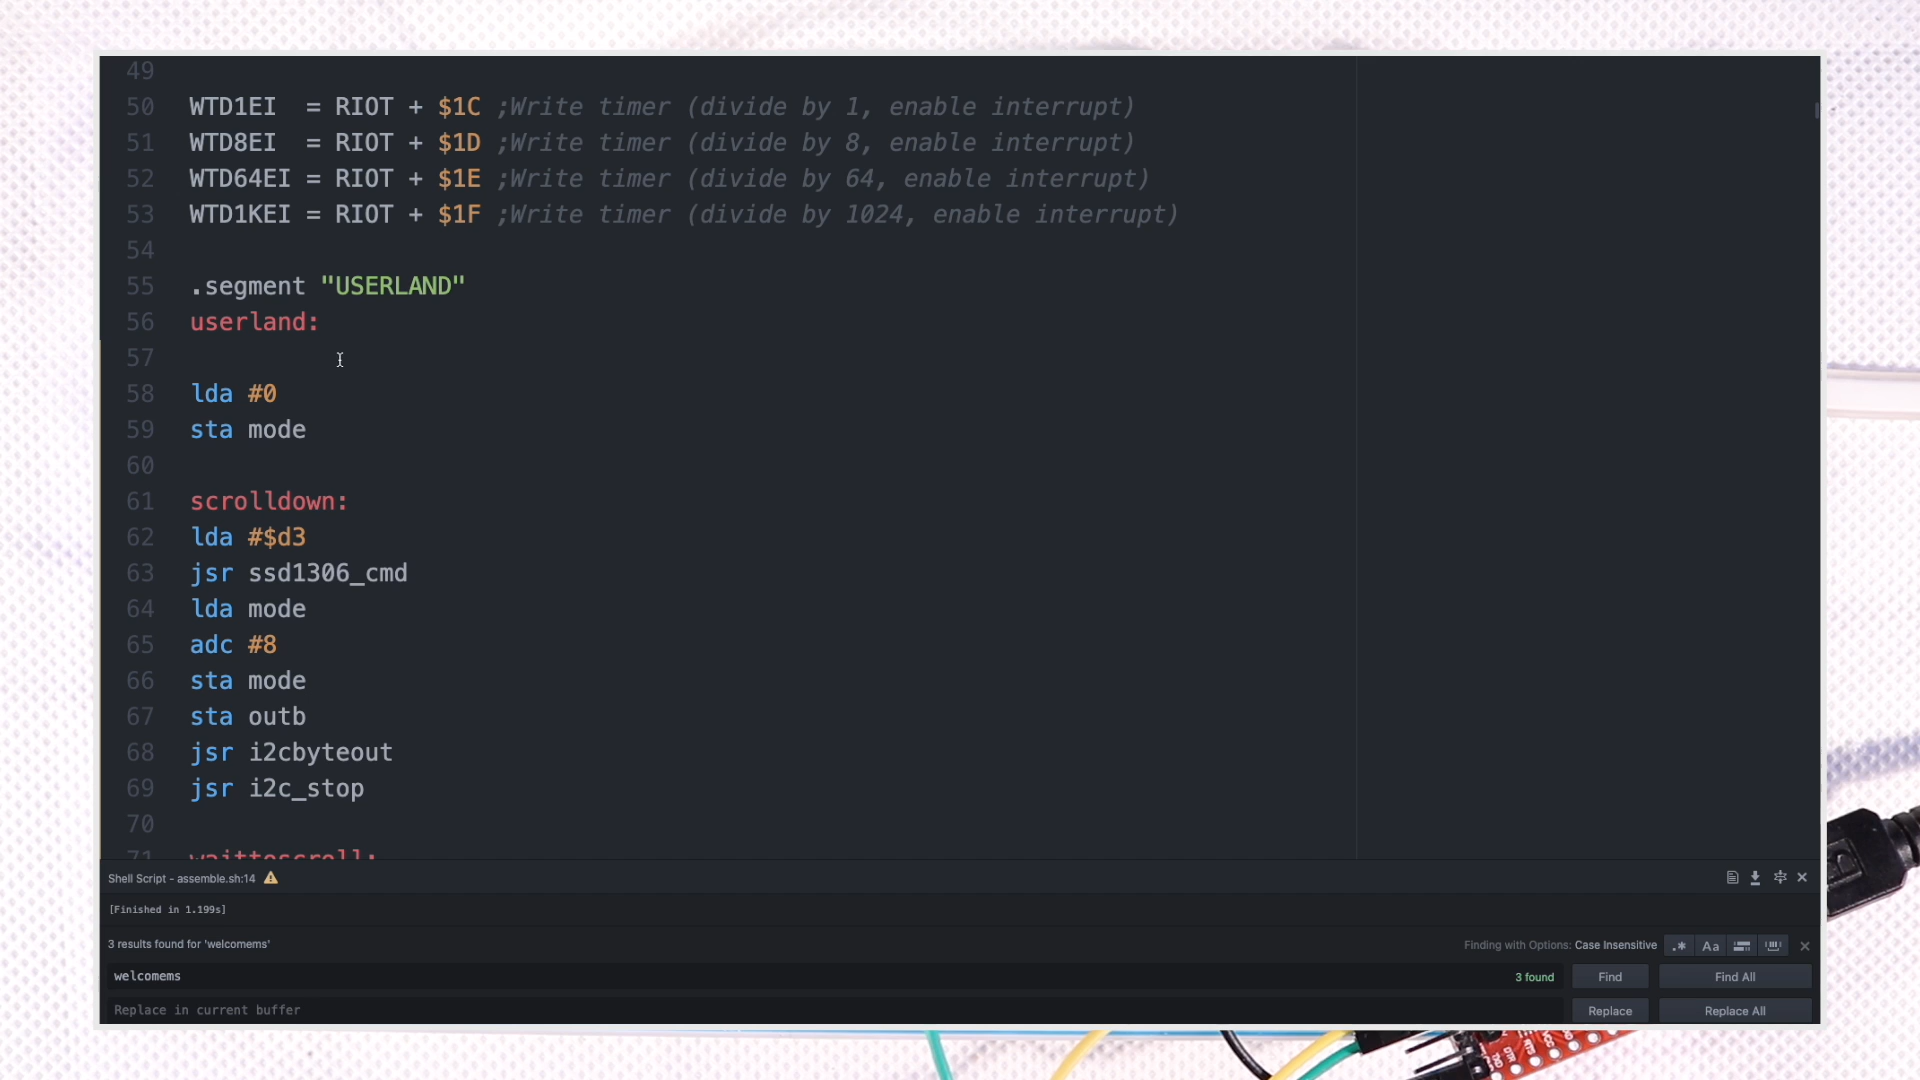 49
50 WTD1EI = RIOT + $1C ;Write timer (divide by 1, enable interrupt)
51 WTD8EI = RIOT + $1D ;Write timer (divide by 8, enable interrupt)
52 WTD64EI = RIOT + $1E ;Write timer (divide by 64, enable interrupt)
53 WTD1KEI = RIOT + $1F ;Write timer (divide by 1024, enable interrupt)
54
55 .segment "USERLAND"
56 userland:
57
58 lda #0
59 sta mode
60
61 scrolldown:
62 lda #$d3
63 jsr ssd1306_cmd
64 lda mode
65 adc #8
66 sta mode
67 sta outb
68 jsr i2cbyteout
69 jsr i2c_stop
70
71 waittoscroll:
Shell Script - assemble.sh:14
[Finished in 1.199s]
3 results found for 'welcomems'
Finding with Options: Case Insensitive
.* Aa
welcomems
3 found
Find
Find All
Replace in current buffer
Replace
Replace All
DTR
RTS
VCC
TXD